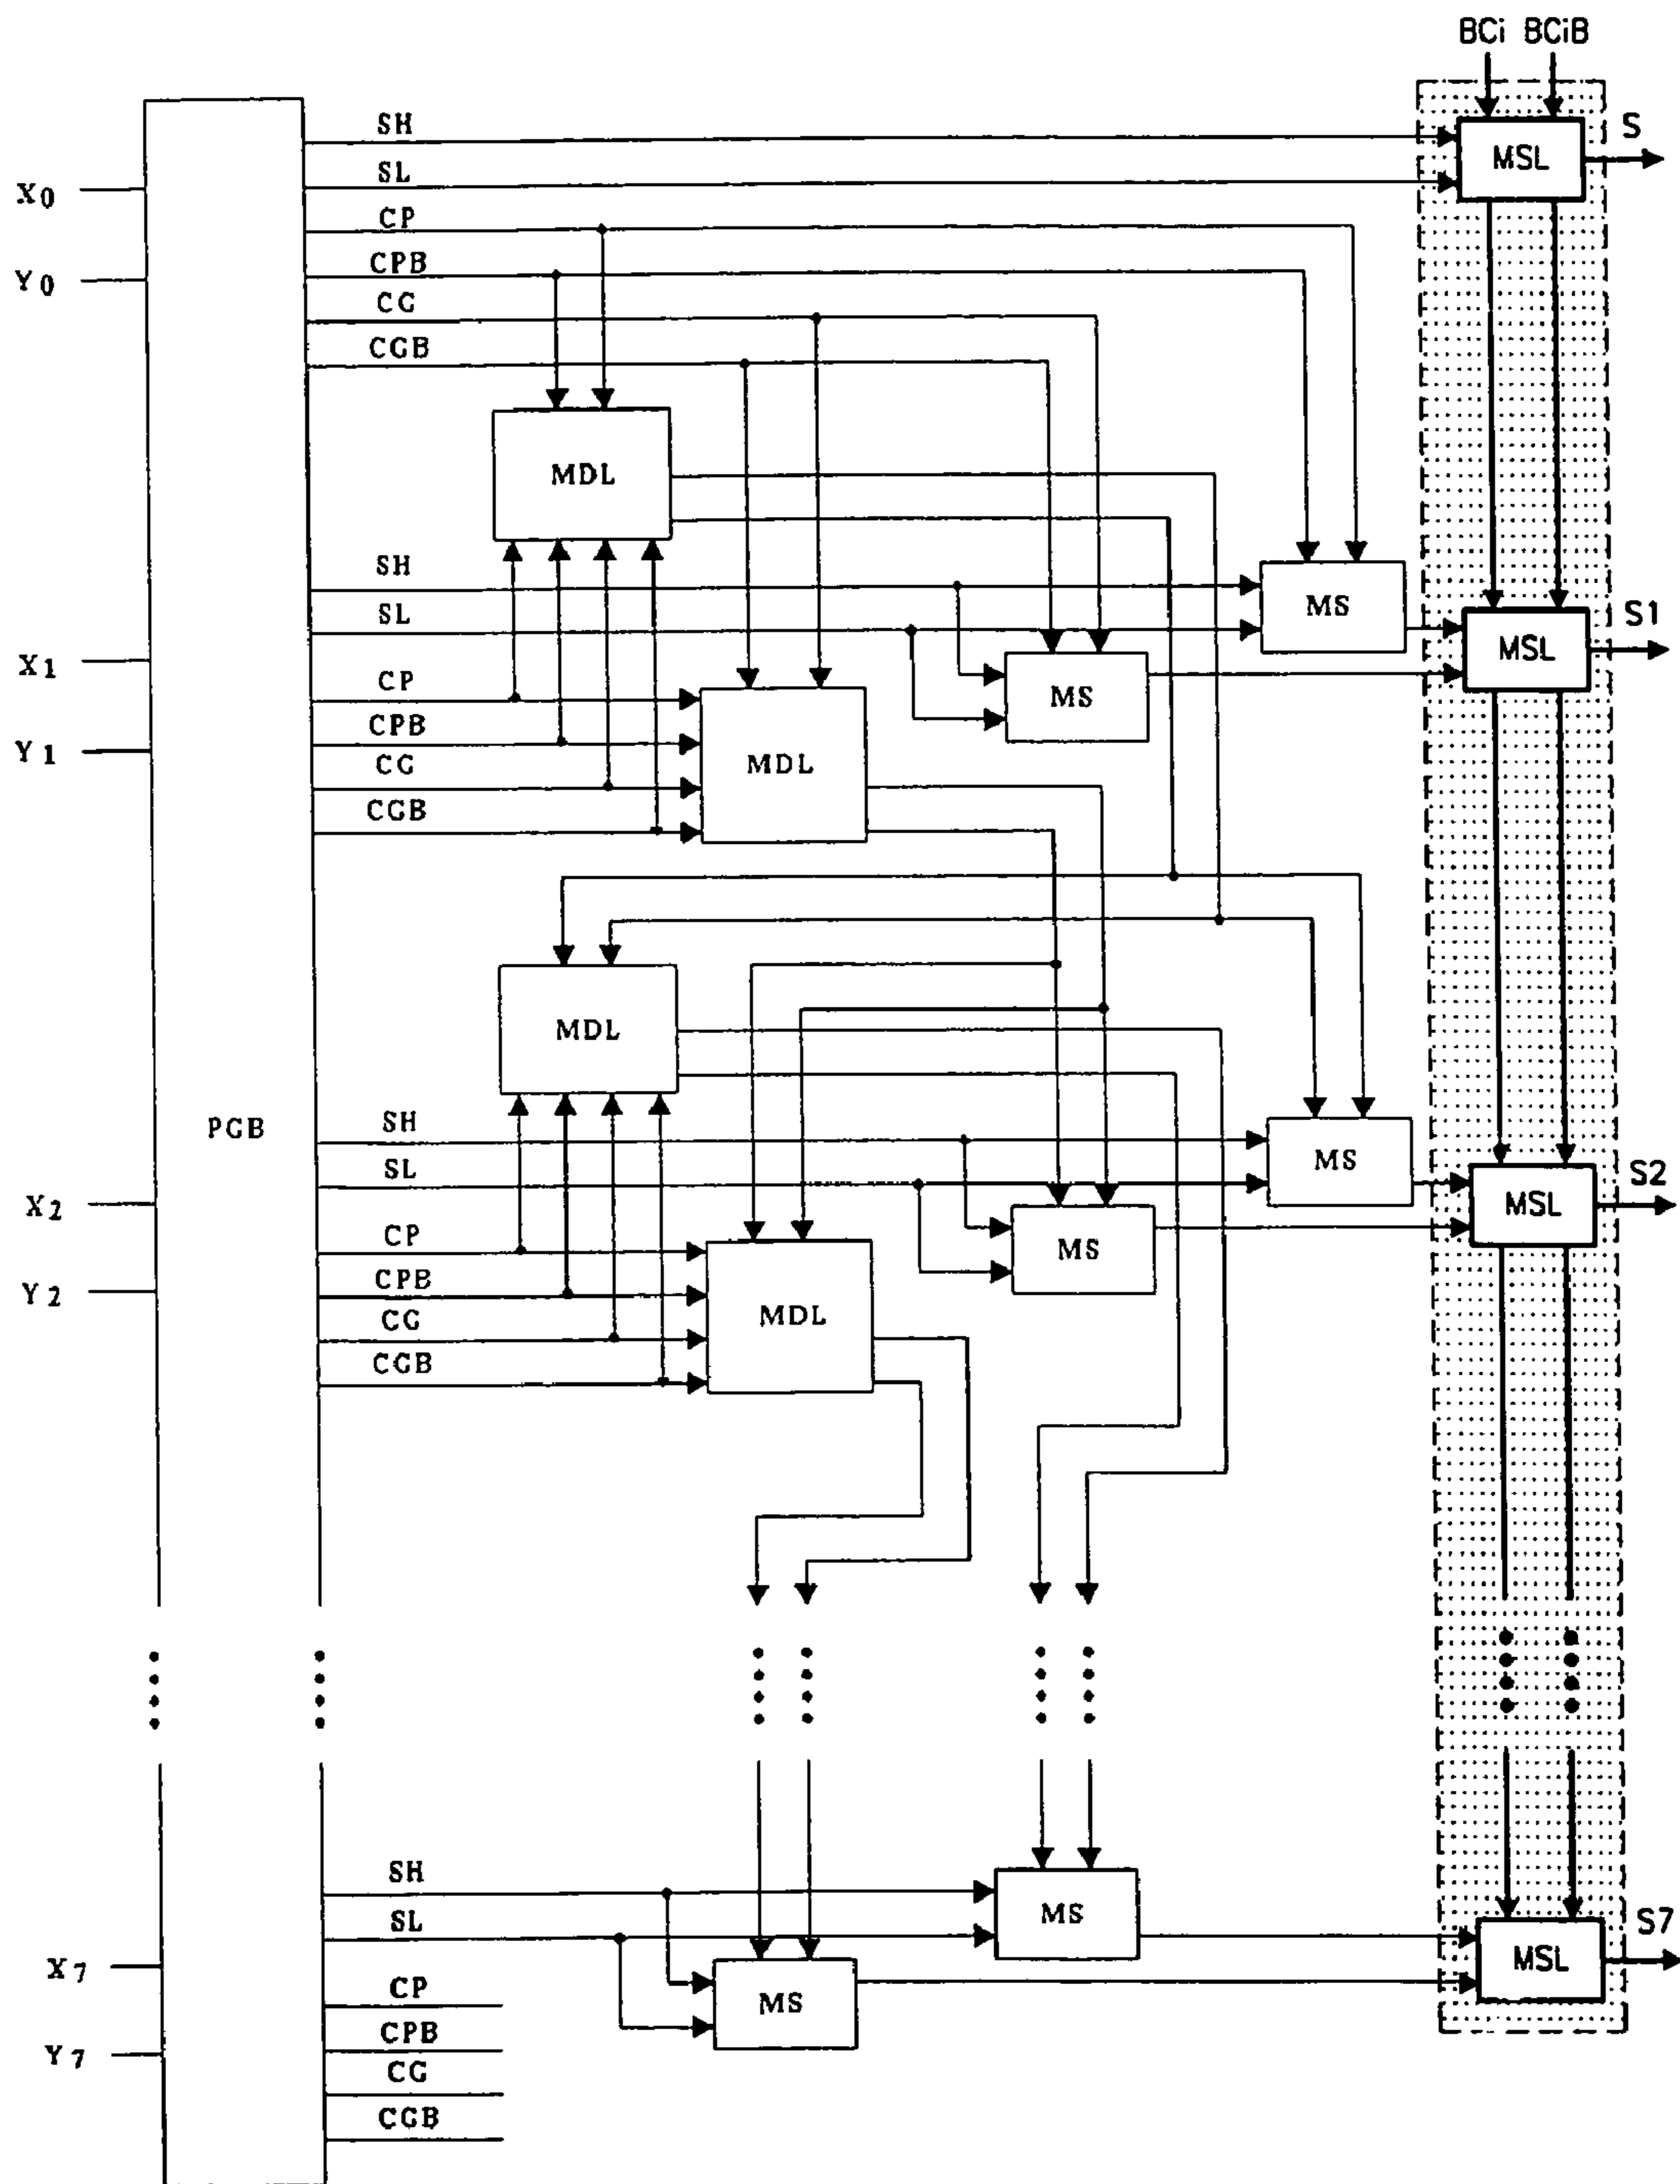 BCi BCiB
SH
S
MSL
SL
X0
CP
CPB
Y0
CG
CGB
MDL
SH
MS
S1
SL
MSL
X1
CP
MS
CPB
Y1
MDL
CG
CGB
MDL
PGB
SH
MS
SL
S2
X2
MSL
CP
MS
CPB
Y2
MDL
CG
CGB
SH
MS
SL
S7
X7
MSL
CP
MS
CPB
Y7
CG
CGB